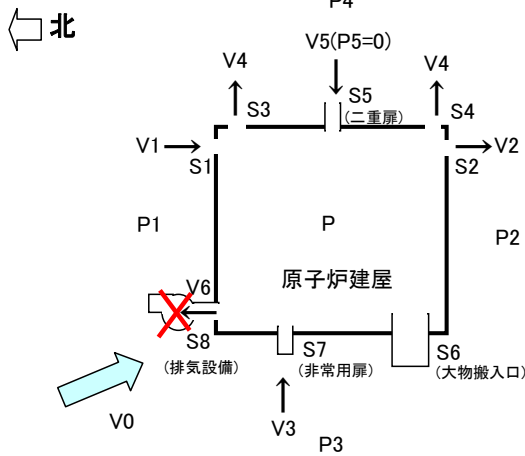 P4
北
V5(P5=0)
V4
V4
S3
S5
(二重扉)
S4
V1
S1
S2
V2
P1
P
P2
原子炉建屋
V6
S8
(排気設備)
S7
(非常用扉)
S6
(大物搬入口)
V0
V3
P3